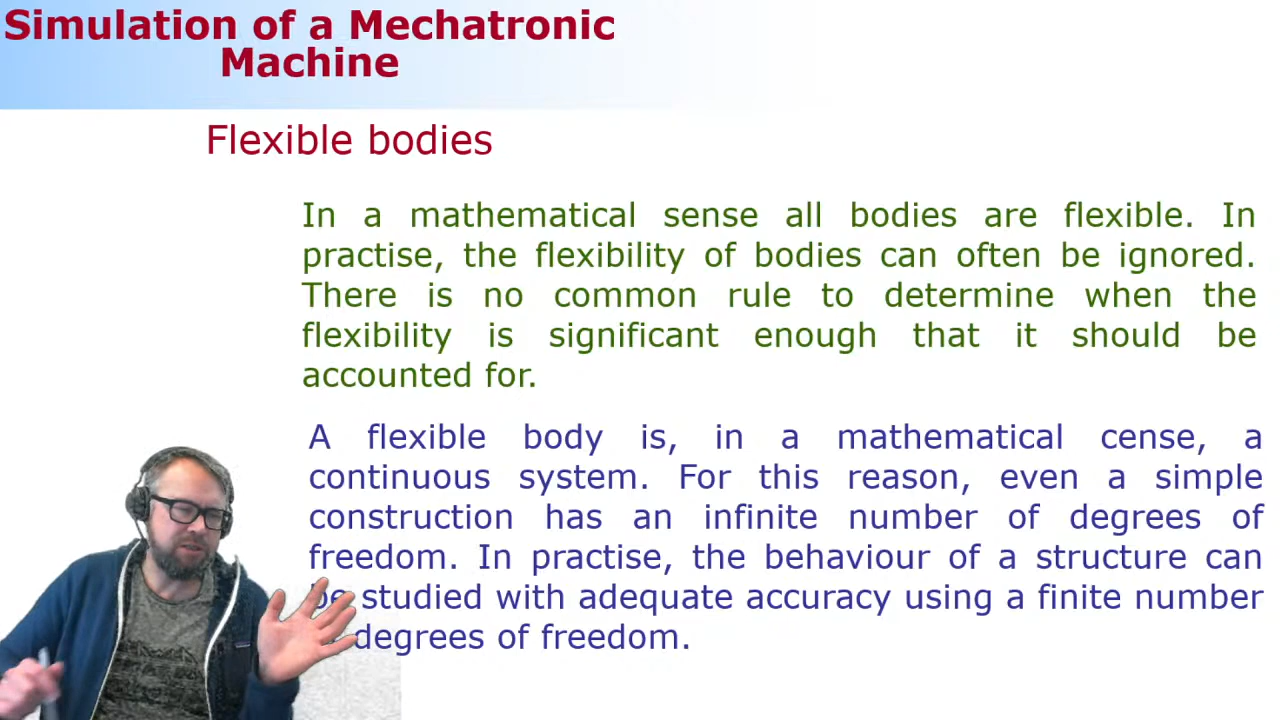 Simulation of a Mechatronic
Machine
Flexible bodies
In a mathematical sense all bodies are flexible. In
practise, the flexibility of bodies can often be ignored.
There is no common rule to determine when the
flexibility is significant enough that it should be
accounted for.
A flexible body is, in a mathematical cense, a
continuous system. For this reason, even a simple
construction has an infinite number of degrees of
freedom. In practise, the behaviour of a structure can
be studied with adequate accuracy using a finite number
degrees of freedom.